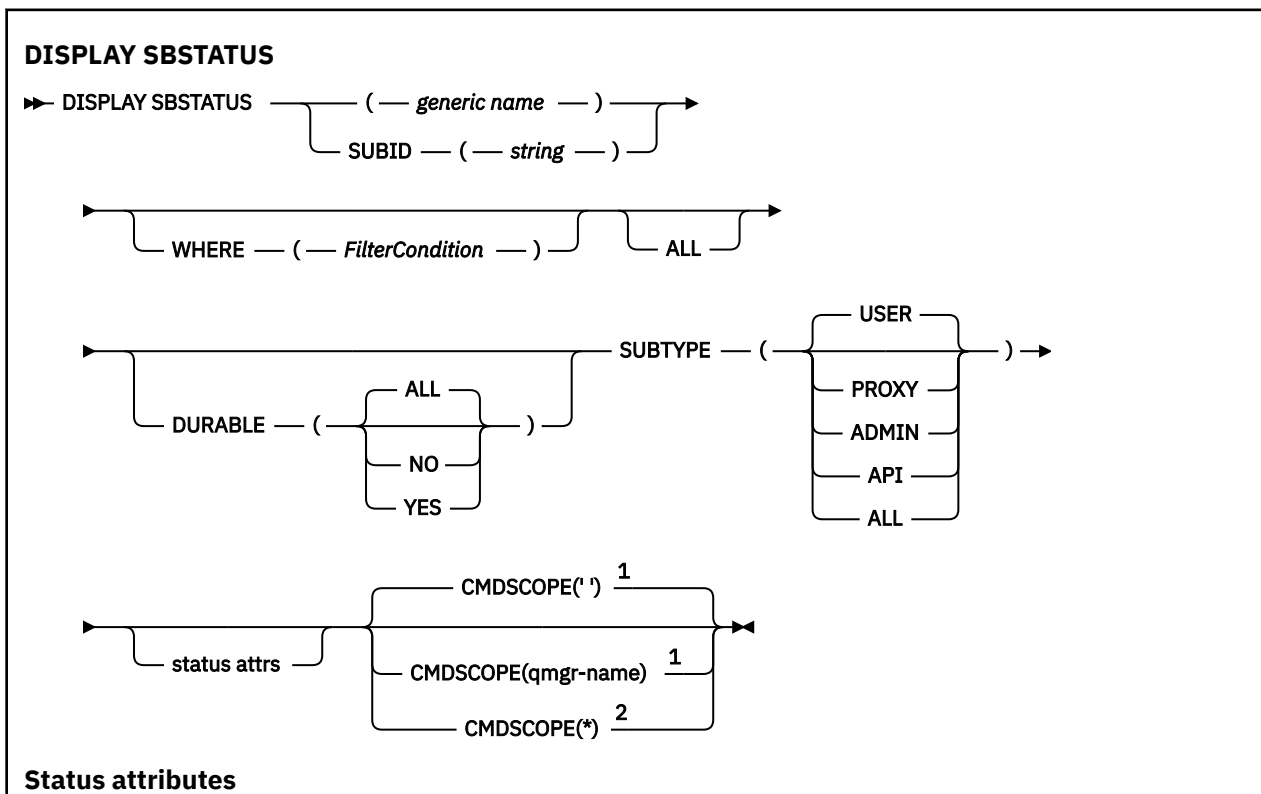 DISPLAY SBSTATUS
DISPLAY SBSTATUS ( generic name )
SUBID ( string )
WHERE ( FilterCondition ) ALL
USER
SUBTYPE ( )
ALL PROXY
DURABLE ( ) ADMIN
NO API
YES ALL
CMDSCOPE(' ') 1
status attrs CMDSCOPE(qmgr-name) 1
CMDSCOPE(*) 2
Status attributes